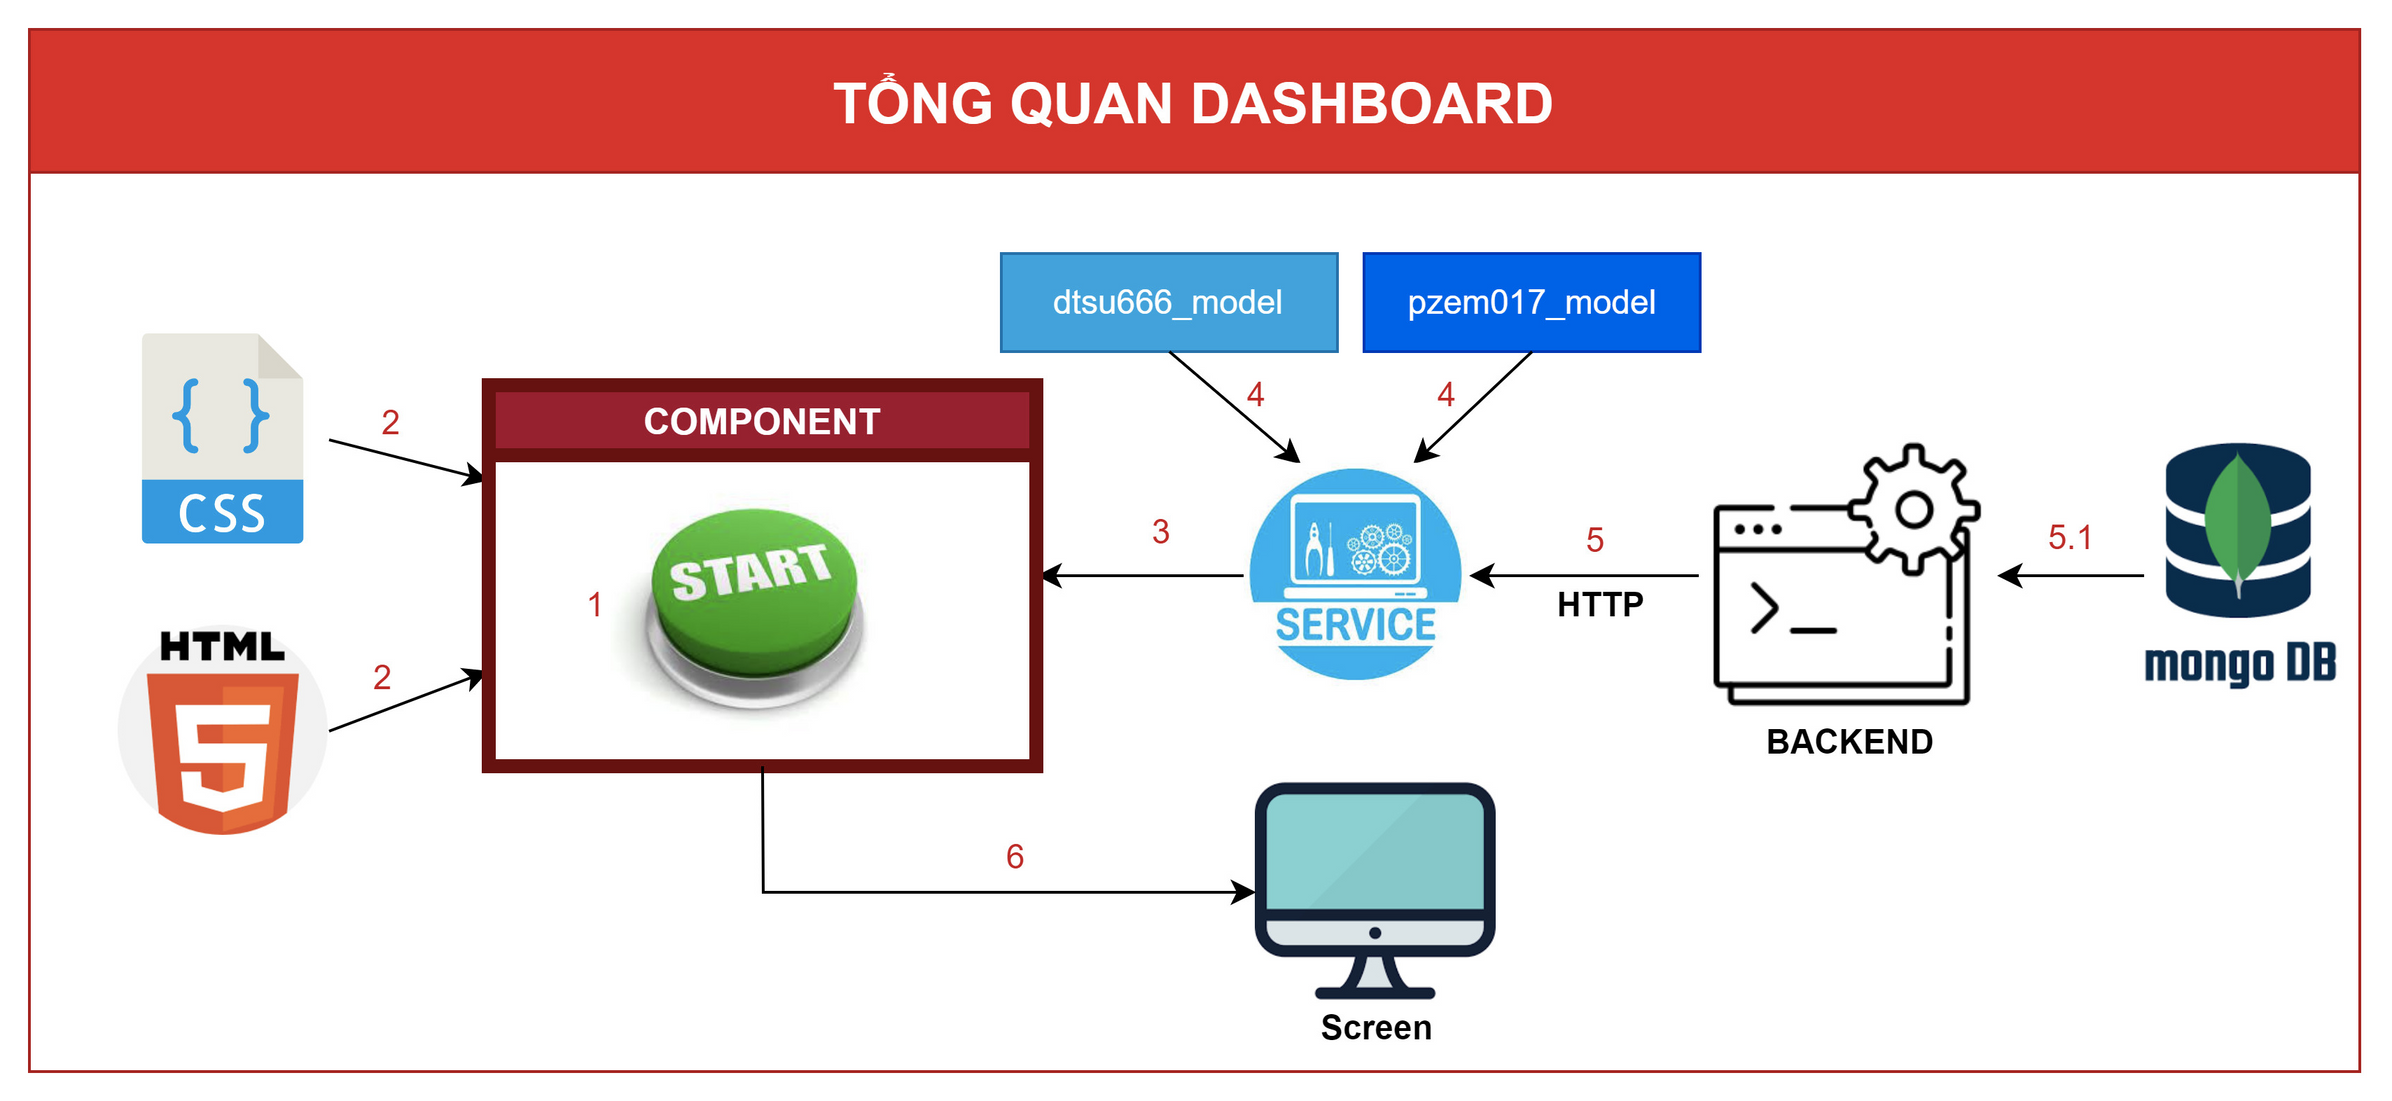 TỔNG QUAN DASHBOARD
dtsu666_model
pzem017_model
4
4
{ }
CSS
2
COMPONENT
START
1
3
SERVICE
5
HTTP
BACKEND
5.1
mongo DB
HTML
5
2
6
Screen